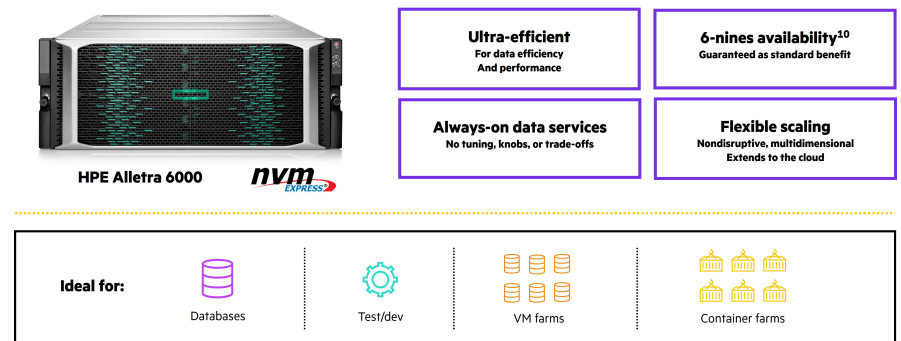 HPE Alletra 6000
nvm
EXPRESS®
Ultra-efficient
For data efficiency
And performance
6-nines availability10
Guaranteed as standard benefit
Always-on data services
No tuning, knobs, or trade-offs
Flexible scaling
Nondisruptive, multidimensional
Extends to the cloud
Ideal for:
Databases
Test/dev
VM farms
Container farms